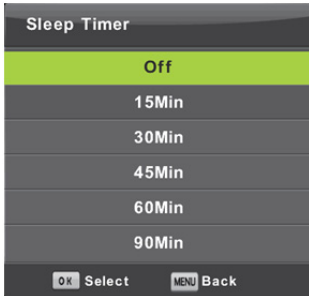 Sleep Timer
Off
15Min
30Min
45Min
60Min
90Min
OK Select MENU Back